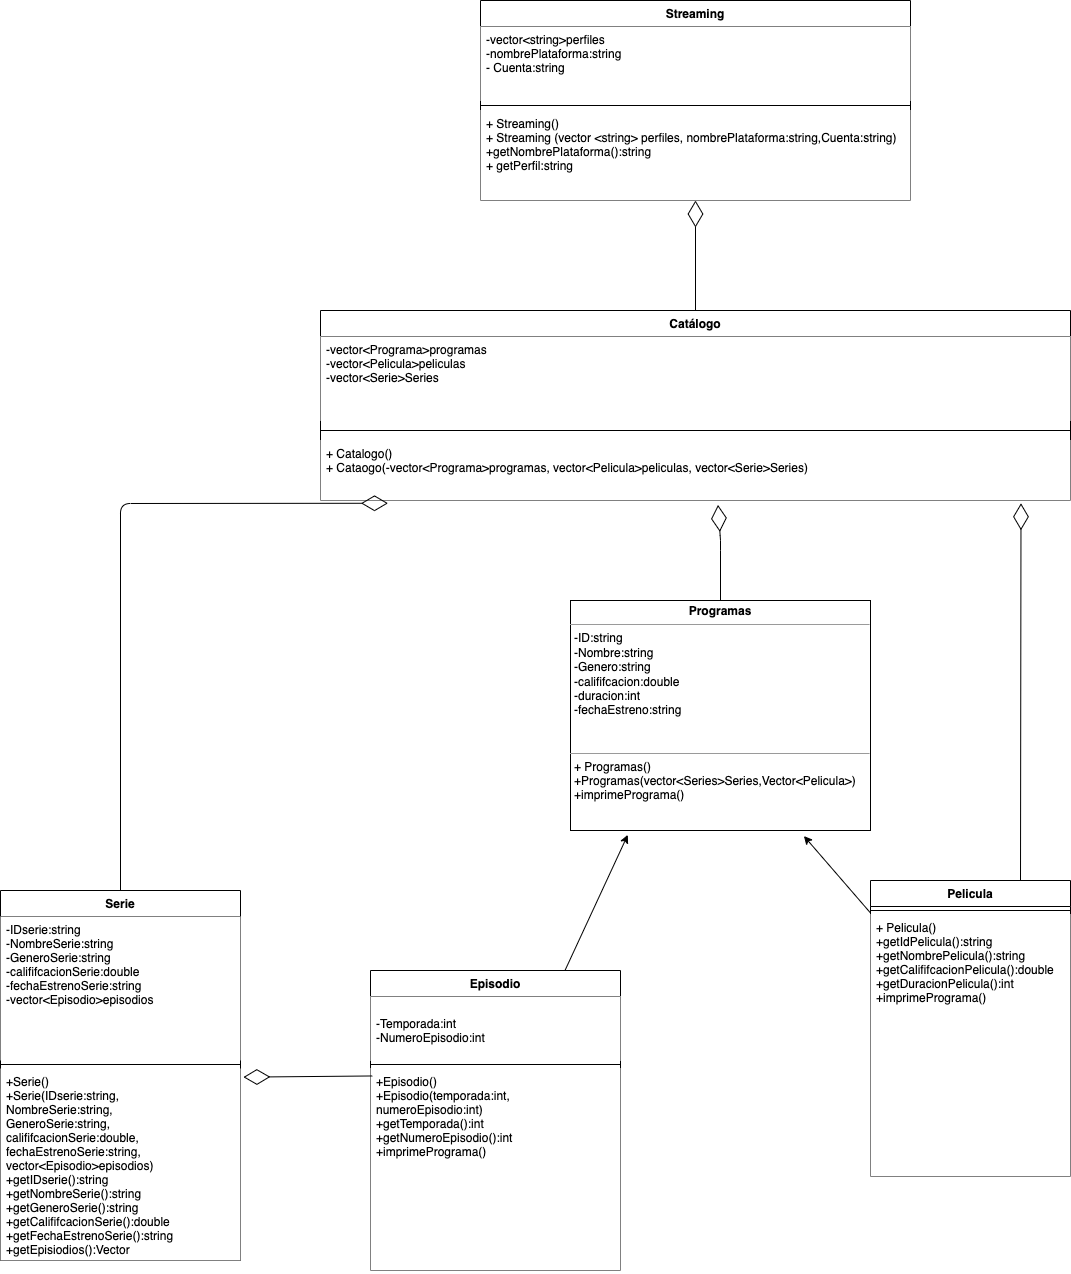 Streaming
-vector<string>perfiles
-nombrePlataforma:string
- Cuenta:string
+ Streaming()
+ Streaming (vector <string> perfiles, nombrePlataforma:string,Cuenta:string)
+getNombrePlataforma():string
+ getPerfil:string
Catálogo
-vector<Programa>programas
-vector<Pelicula>peliculas
-vector<Serie>Series
+ Catalogo()
+ Cataogo(-vector<Programa>programas, vector<Pelicula>peliculas, vector<Serie>Series)
Programas
-ID:string
-Nombre:string
-Genero:string
-calififcacion:double
-duracion:int
-fechaEstreno:string
+ Programas()
+Programas(vector<Series>Series,Vector<Pelicula>)
+imprimePrograma()
Serie
-IDserie:string
-NombreSerie:string
-GeneroSerie:string
-calififcacionSerie:double
-fechaEstrenoSerie:string
-vector<Episodio>episodios
+Serie()
+Serie(IDserie:string,
NombreSerie:string,
GeneroSerie:string,
calififcacionSerie:double,
fechaEstrenoSerie:string,
vector<Episodio>episodios)
+getIDserie():string
+getNombreSerie():string
+getGeneroSerie():string
+getCalififcacionSerie():double
+getFechaEstrenoSerie():string
+getEpisiodios():Vector
Episodio
-Temporada:int
-NumeroEpisodio:int
+Episodio()
+Episodio(temporada:int,
numeroEpisodio:int)
+getTemporada():int
+getNumeroEpisodio():int
+imprimePrograma()
Pelicula
+ Pelicula()
+getIdPelicula():string
+getNombrePelicula():string
+getCalififcacionPelicula():double
+getDuracionPelicula():int
+imprimePrograma()